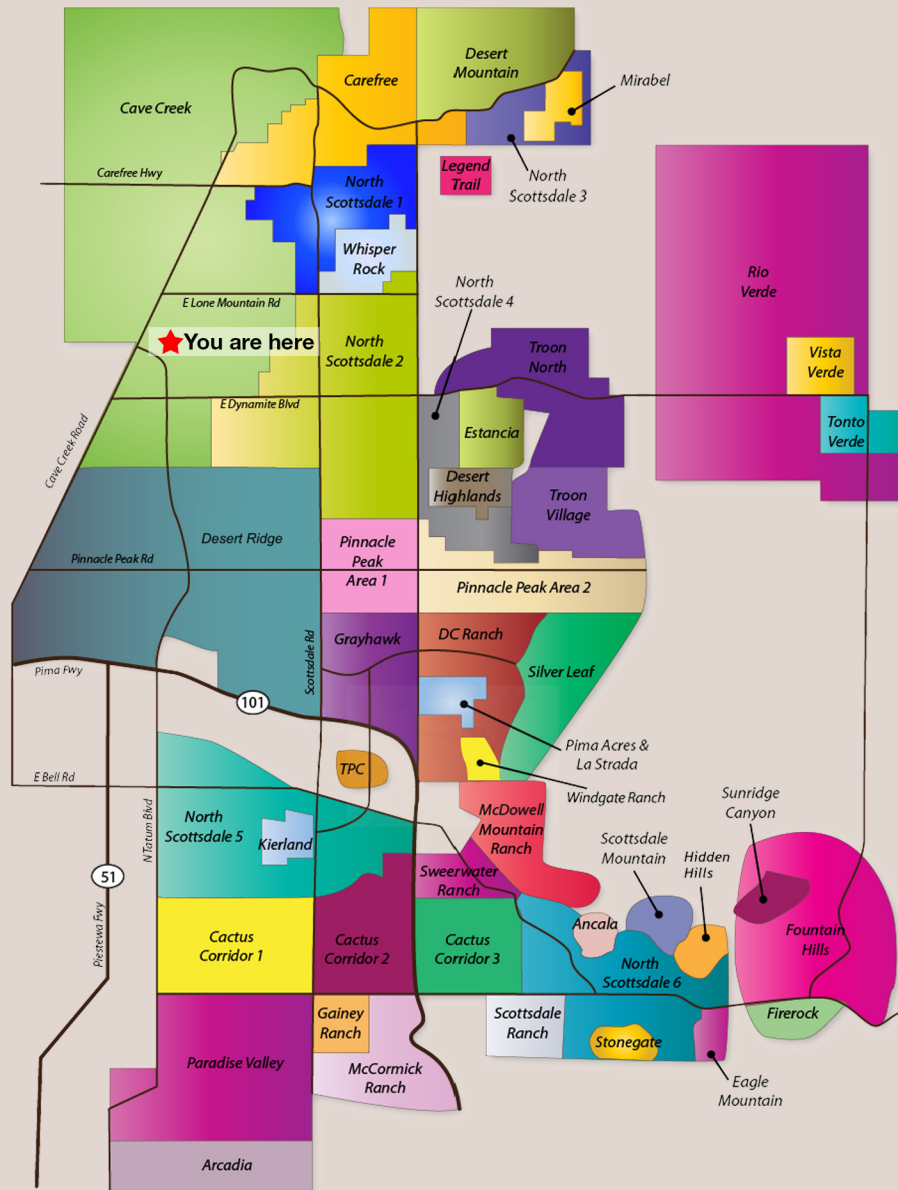 Desert
Mountain
Carefree
Mirabel
Cave Creek
Carefree Hwy
Legend
Trail
North
Scottsdale 3
North
Scottsdale 1
Whisper
Rock
Rio
Verde
North
Scottsdale 4
E Lone Mountain Rd
You are here
North
Scottsdale 2
Troon
North
Vista
Verde
E Dynamite Blvd
Estancia
Tonto
Verde
Cave Creek Road
Desert
Highlands
Troon
Village
Desert Ridge
Pinnacle Peak Rd
Pinnacle
Peak
Area 1
Pinnacle Peak Area 2
Scottsdale Rd
Grayhawk
DC Ranch
Silver Leaf
Pima Fwy
101
Pima Acres &
La Strada
TPC
E Bell Rd
Windgate Ranch
Sunridge
Canyon
N Tatum Blvd
North
Scottsdale 5
Kierland
McDowell
Mountain
Ranch
Scottsdale
Mountain
Hidden
Hills
51
Sweerwater
Ranch
Piestewa Fwy
Cactus
Corridor 1
Cactus
Corridor 2
Cactus
Corridor 3
Ancala
North
Scottsdale 6
Fountain
Hills
Gainey
Ranch
Scottsdale
Ranch
Stonegate
Firerock
Paradise Valley
McCormick
Ranch
Eagle
Mountain
Arcadia